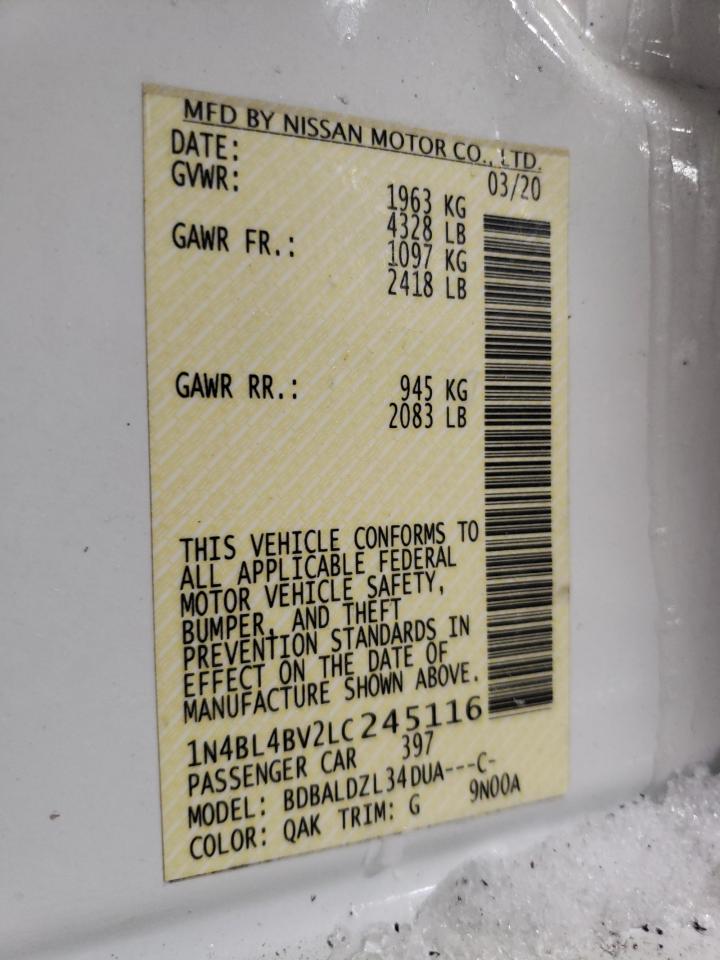 MFD BY NISSAN MOTOR CO., LTD.
DATE: 03/20
GVWR: 1963 KG
4328 LB
GAWR FR.: 1097 KG
2418 LB
GAWR RR.: 945 KG
2083 LB
THIS VEHICLE CONFORMS TO
ALL APPLICABLE FEDERAL
MOTOR VEHICLE SAFETY,
BUMPER, AND THEFT
PREVENTION STANDARDS IN
EFFECT ON THE DATE OF
MANUFACTURE SHOWN ABOVE.
1N4BL4BV2LC245116
PASSENGER CAR 397
MODEL: BDBALDZL34DUA---C-
COLOR: QAK TRIM: G 9N00A